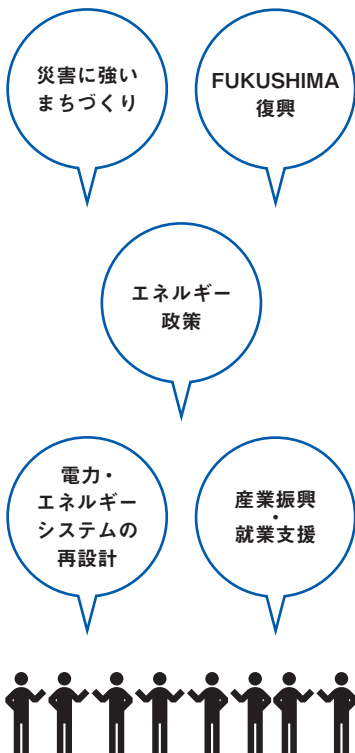 災害に強い
まちづくり
FUKUSHIMA
復興
エネルギー
政策
電力・
エネルギー
システムの
再設計
産業振興
・
就業支援